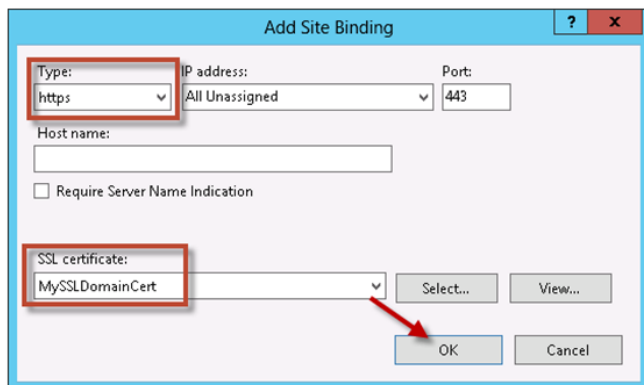 Add Site Binding
? x
Type: IP address: Port:
https All Unassigned 443
Host name:
Require Server Name Indication
SSL certificate:
MySSLDomainCert Select... View...
OK Cancel